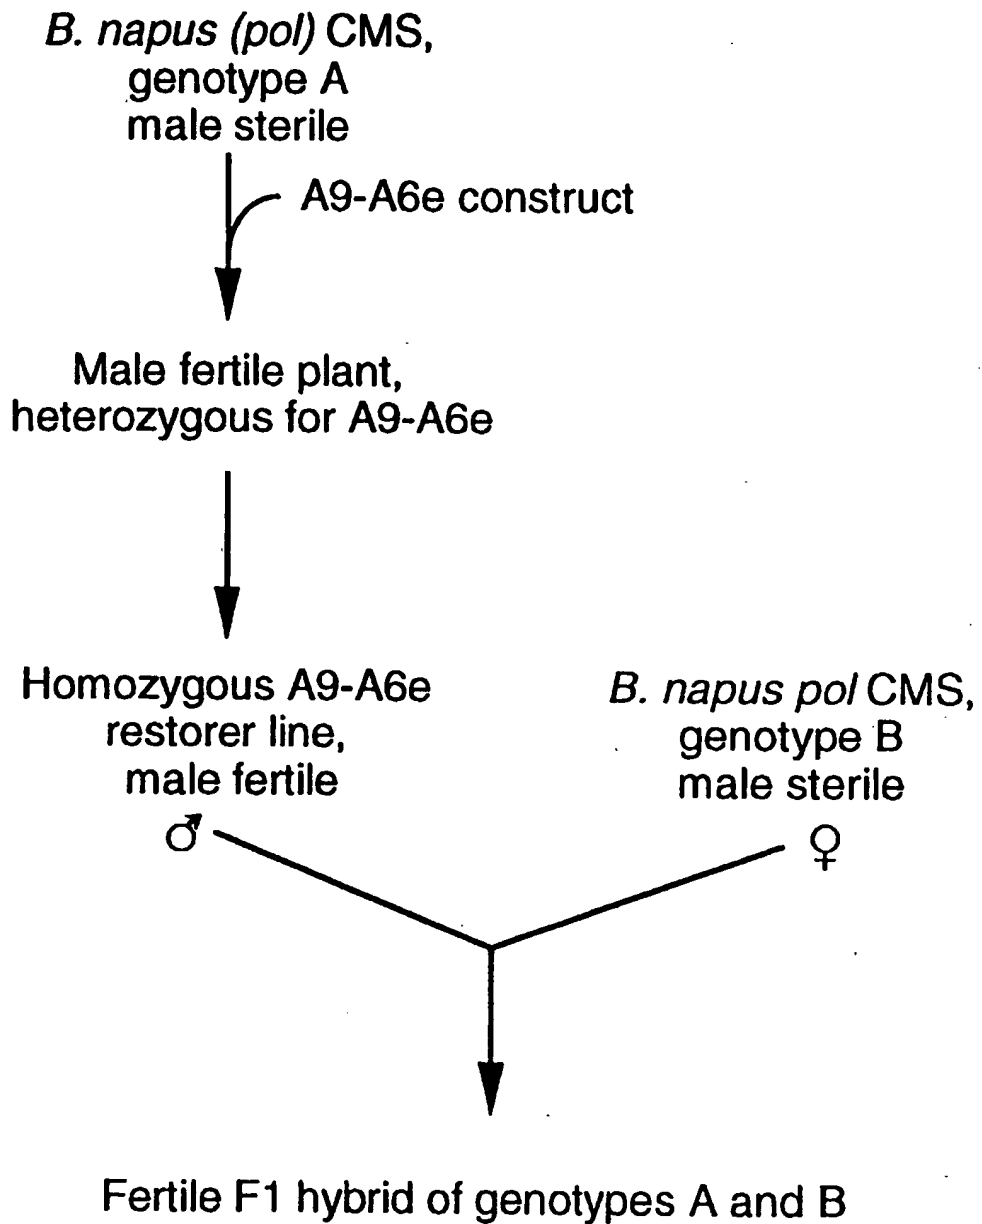 B. napus (pol) CMS,
genotype A
male sterile
A9-A6e construct
Male fertile plant,
heterozygous for A9-A6e
Homozygous A9-A6e
restorer line,
male fertile
♂
B. napus pol CMS,
genotype B
male sterile
♀
Fertile F1 hybrid of genotypes A and B